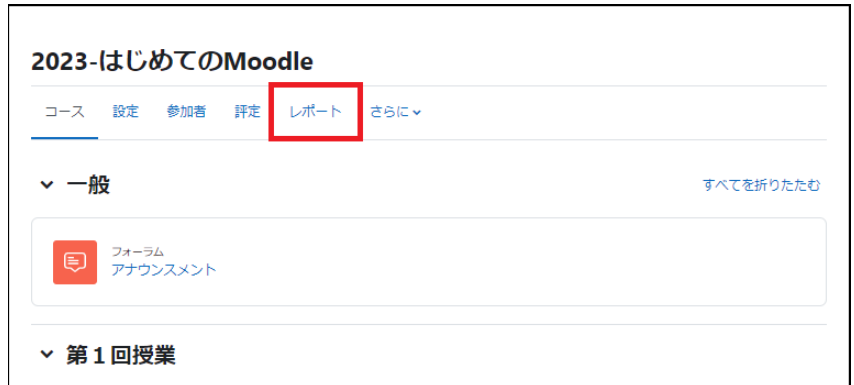 2023-はじめてのMoodle
コース 設定 参加者 評定 レポート さらに
一般 すべてを折りたたむ
フォーラム
アナウンスメント
第１回授業